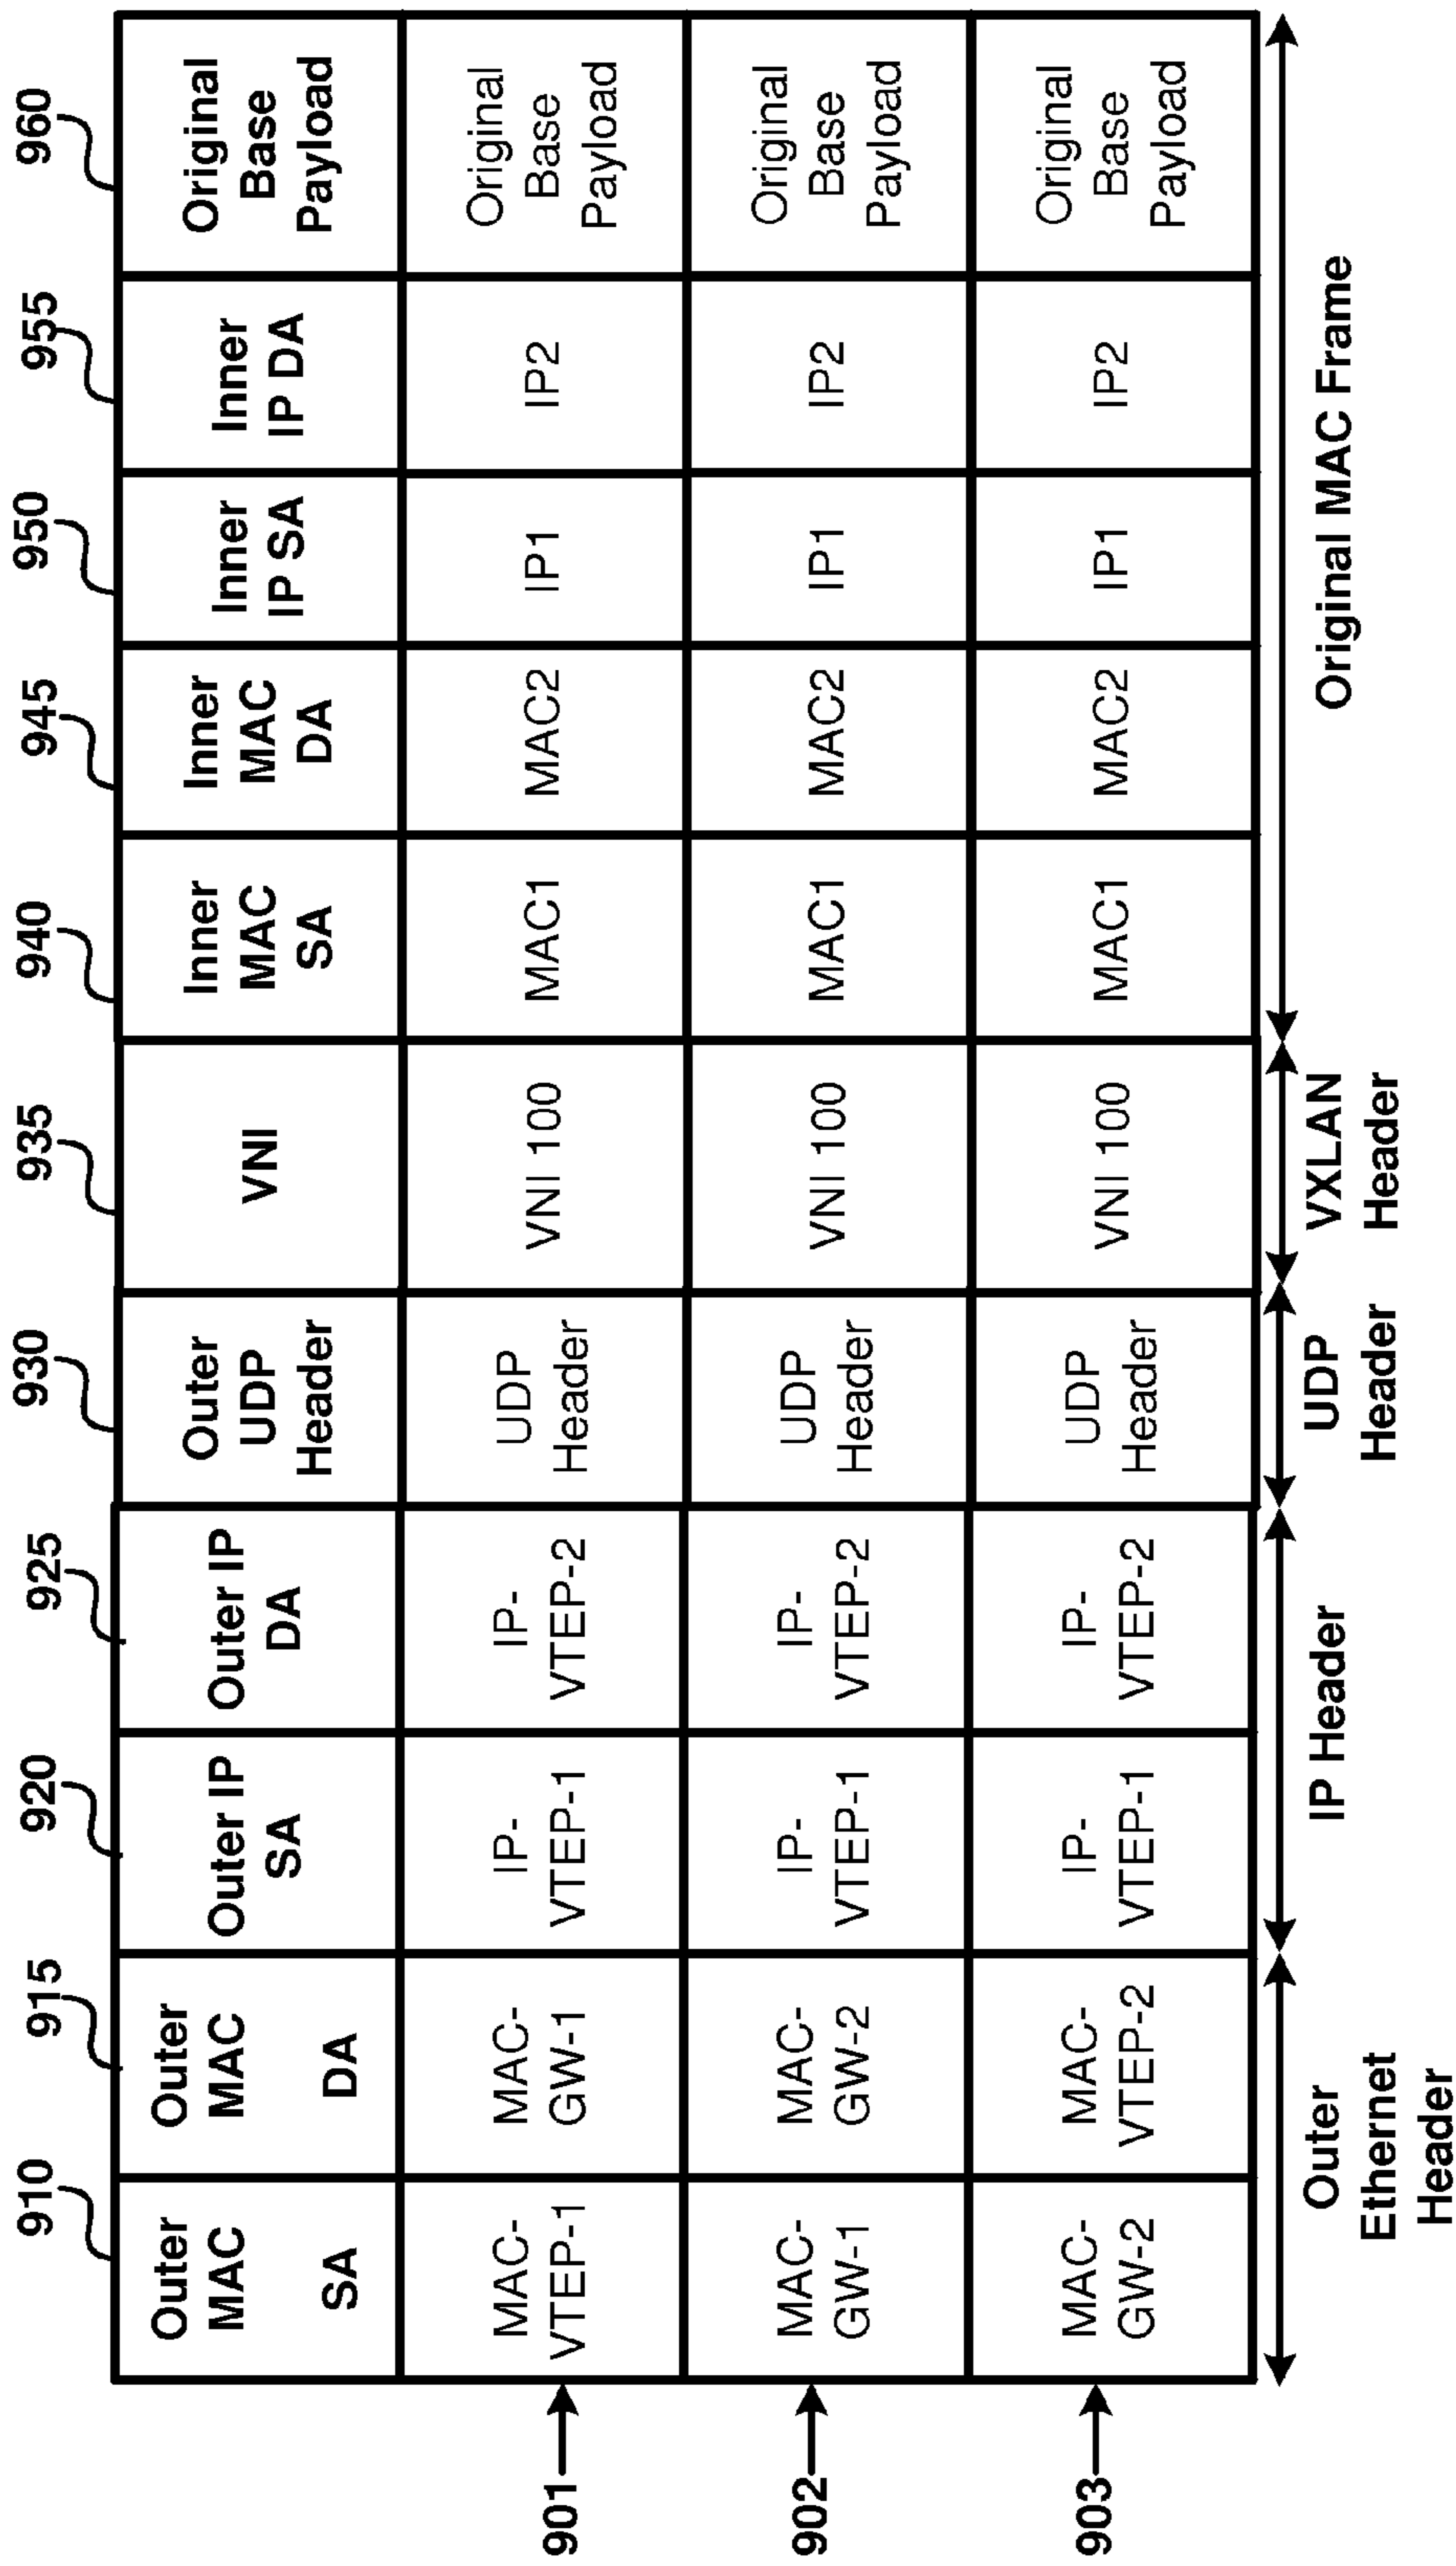 910
915
920
925
930
935
940
945
950
955
960
Outer
MAC
SA
Outer
MAC
DA
Outer IP
SA
Outer IP
DA
Outer
UDP
Header
VNI
Inner
MAC
SA
Inner
MAC
DA
Inner
IP SA
Inner
IP DA
Original
Base
Payload
901
MAC-
VTEP-1
MAC-
GW-1
IP-
VTEP-1
IP-
VTEP-2
UDP
Header
VNI 100
MAC1
MAC2
IP1
IP2
Original
Base
Payload
902
MAC-
GW-1
MAC-
GW-2
IP-
VTEP-1
IP-
VTEP-2
UDP
Header
VNI 100
MAC1
MAC2
IP1
IP2
Original
Base
Payload
903
MAC-
GW-2
MAC-
VTEP-2
IP-
VTEP-1
IP-
VTEP-2
UDP
Header
VNI 100
MAC1
MAC2
IP1
IP2
Original
Base
Payload
Outer
Ethernet
Header
IP Header
UDP
Header
VXLAN
Header
Original MAC Frame